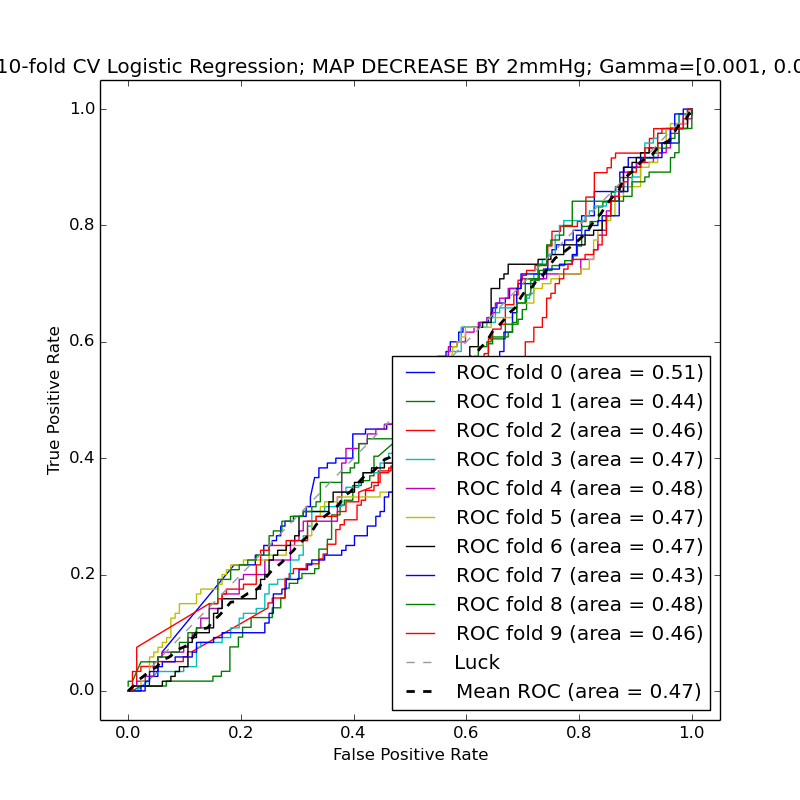 10-fold CV Logistic Regression; MAP DECREASE BY 2mmHg; Gamma=[0.001, 0.0
1.0
0.8
0.6
0.4
0.2
0.0
True Positive Rate
ROC fold 0 (area = 0.51)
ROC fold 1 (area = 0.44)
ROC fold 2 (area = 0.46)
ROC fold 3 (area = 0.47)
ROC fold 4 (area = 0.48)
ROC fold 5 (area = 0.47)
ROC fold 6 (area = 0.47)
ROC fold 7 (area = 0.43)
ROC fold 8 (area = 0.48)
ROC fold 9 (area = 0.46)
Luck
Mean ROC (area = 0.47)
0.0 0.2 0.4 0.6 0.8 1.0
False Positive Rate